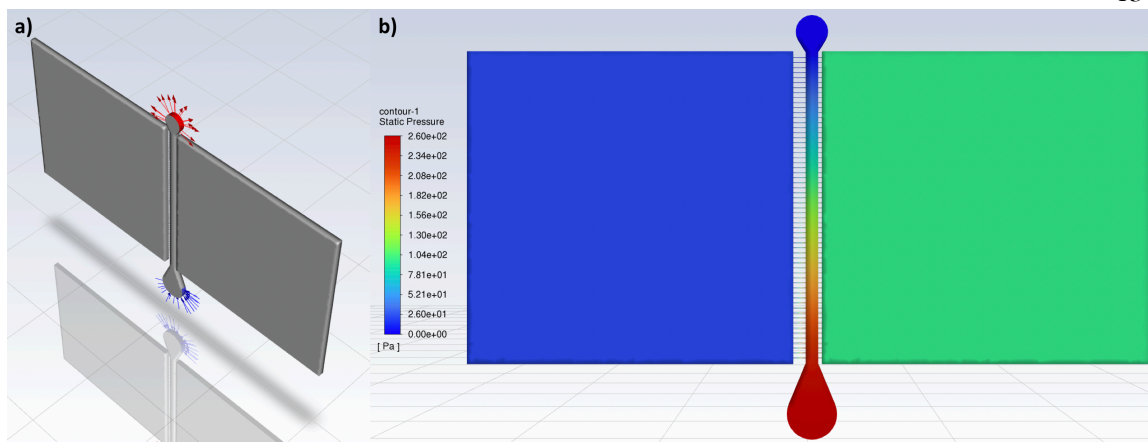 a)
b)
contour-1
Static Pressure
2.60e+02
2.34e+02
2.08e+02
1.82e+02
1.56e+02
1.30e+02
1.04e+02
7.81e+01
5.21e+01
2.60e+01
0.00e+00
[ Pa ]